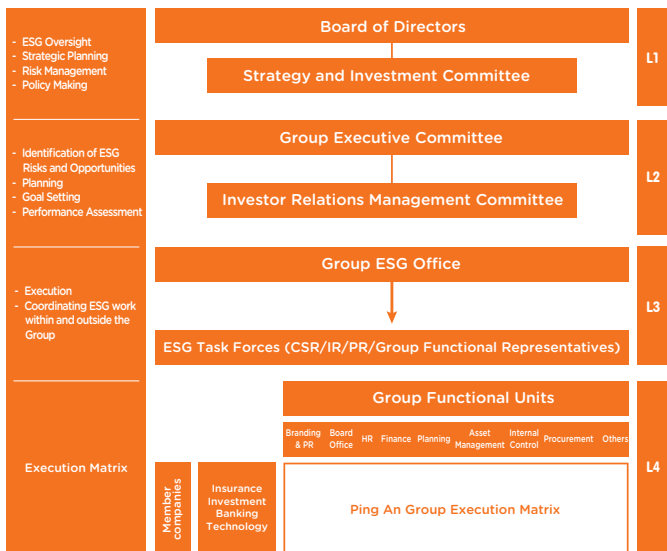 - ESG Oversight
- Strategic Planning
- Risk Management
- Policy Making
Board of Directors
Strategy and Investment Committee
L1
- Identification of ESG
Risks and Opportunities
- Planning
- Goal Setting
- Performance Assessment
Group Executive Committee
Investor Relations Management Committee
L2
- Execution
- Coordinating ESG work
within and outside the
Group
Group ESG Office
ESG Task Forces (CSR/IR/PR/Group Functional Representatives)
L3
Execution Matrix
Group Functional Units
Branding
& PR
Board
Office
HR
Finance
Planning
Asset
Management
Internal
Control
Procurement
Others
Member
companies
Insurance
Investment
Banking
Technology
Ping An Group Execution Matrix
L4